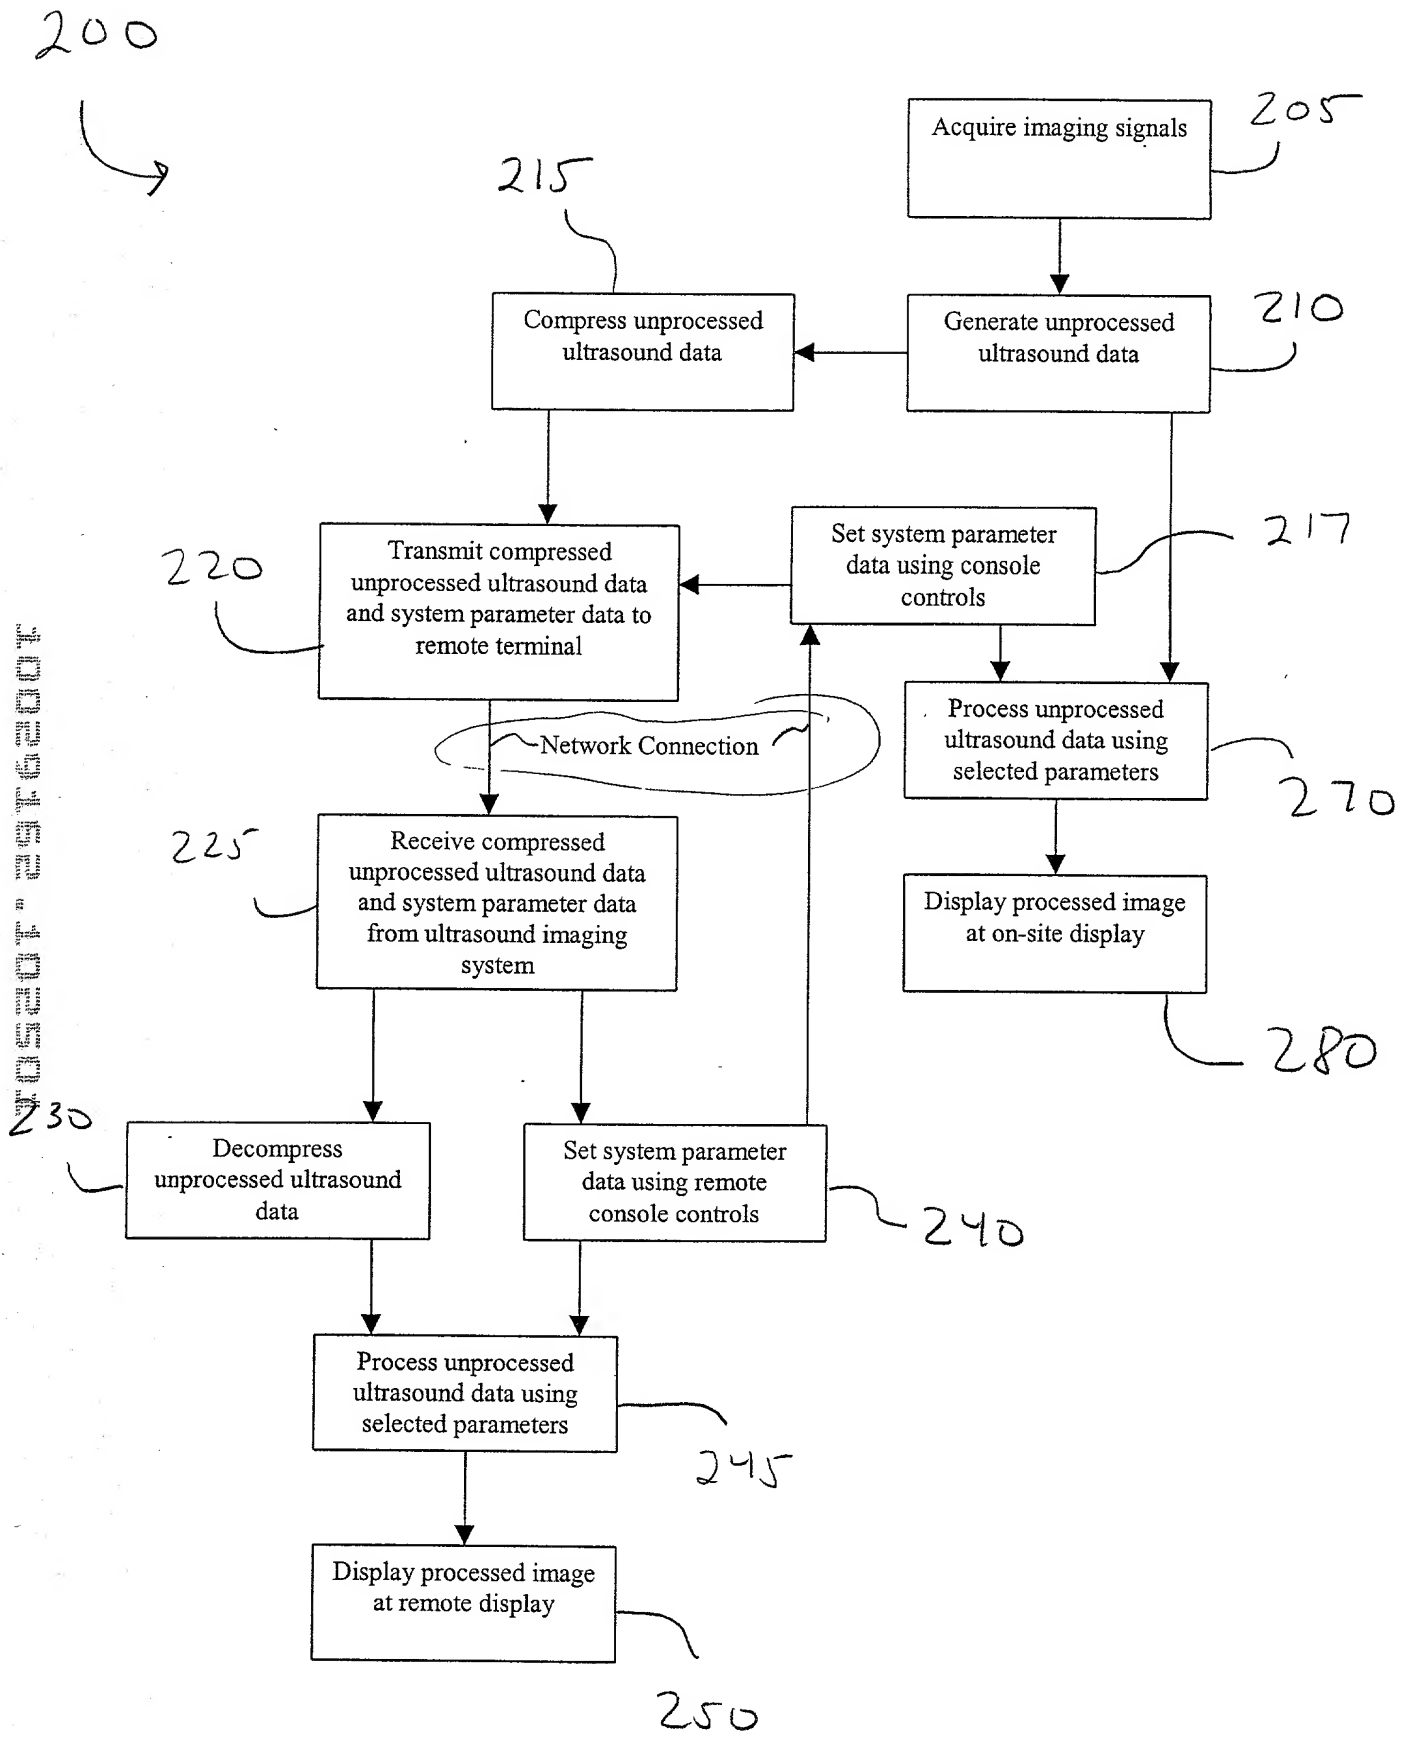 200
205
Acquire imaging signals
215
210
Compress unprocessed
ultrasound data
Generate unprocessed
ultrasound data
217
Set system parameter
data using console
controls
220
Transmit compressed
unprocessed ultrasound data
and system parameter data to
remote terminal
Process unprocessed
ultrasound data using
selected parameters
270
Network Connection
225
Receive compressed
unprocessed ultrasound data
and system parameter data
from ultrasound imaging
system
Display processed image
at on-site display
280
230
Decompress
unprocessed ultrasound
data
Set system parameter
data using remote
console controls
240
Process unprocessed
ultrasound data using
selected parameters
245
Display processed image
at remote display
250